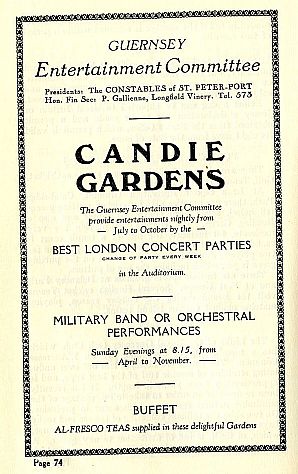 GUERNSEY
Entertainment Committee
Presidents: The CONSTABLES of ST. PETER-PORT
Hon. Fin Sec: P. Gallienne, Longfield Vinery. Tel. 573
CANDIE
GARDENS
The Guernsey Entertainment Committee
provide entertainments nightly from
— July to October by the —
BEST LONDON CONCERT PARTIES
CHANGE OF PARTY EVERY WEEK
in the Auditorium.
MILITARY BAND OR ORCHESTRAL
PERFORMANCES
Sunday Evenings at 8.15, from
— April to November. —
BUFFET
AL-FRESCO TEAS supplied in these delightful Gardens
Page 74